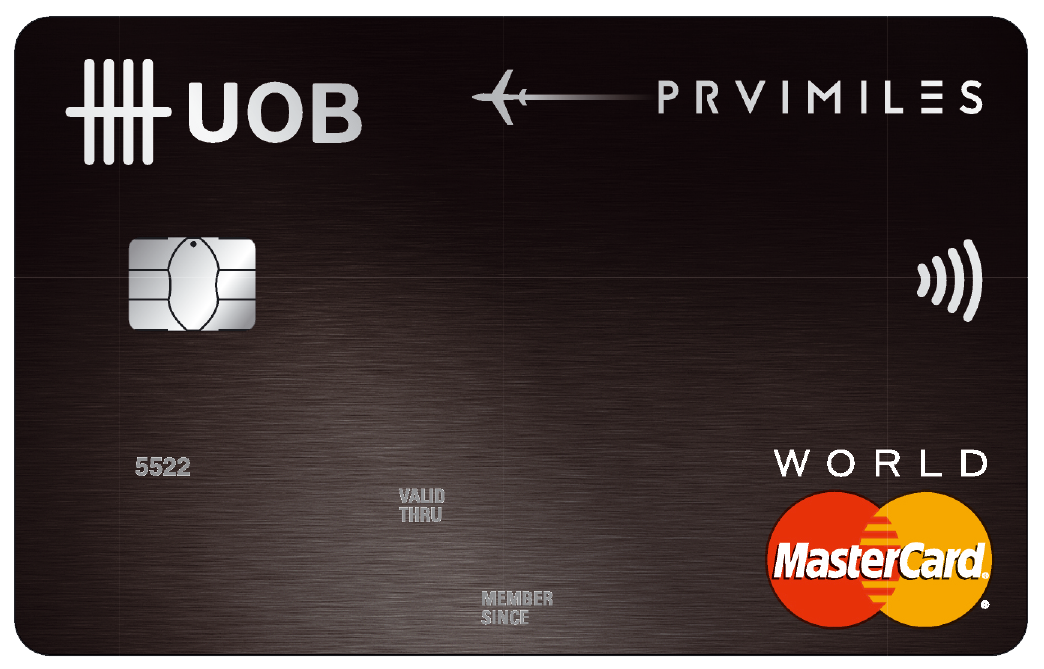 UOB
PRVIMILES
5522
VALID
THRU
WORLD
MasterCard
MEMBER
SINCE